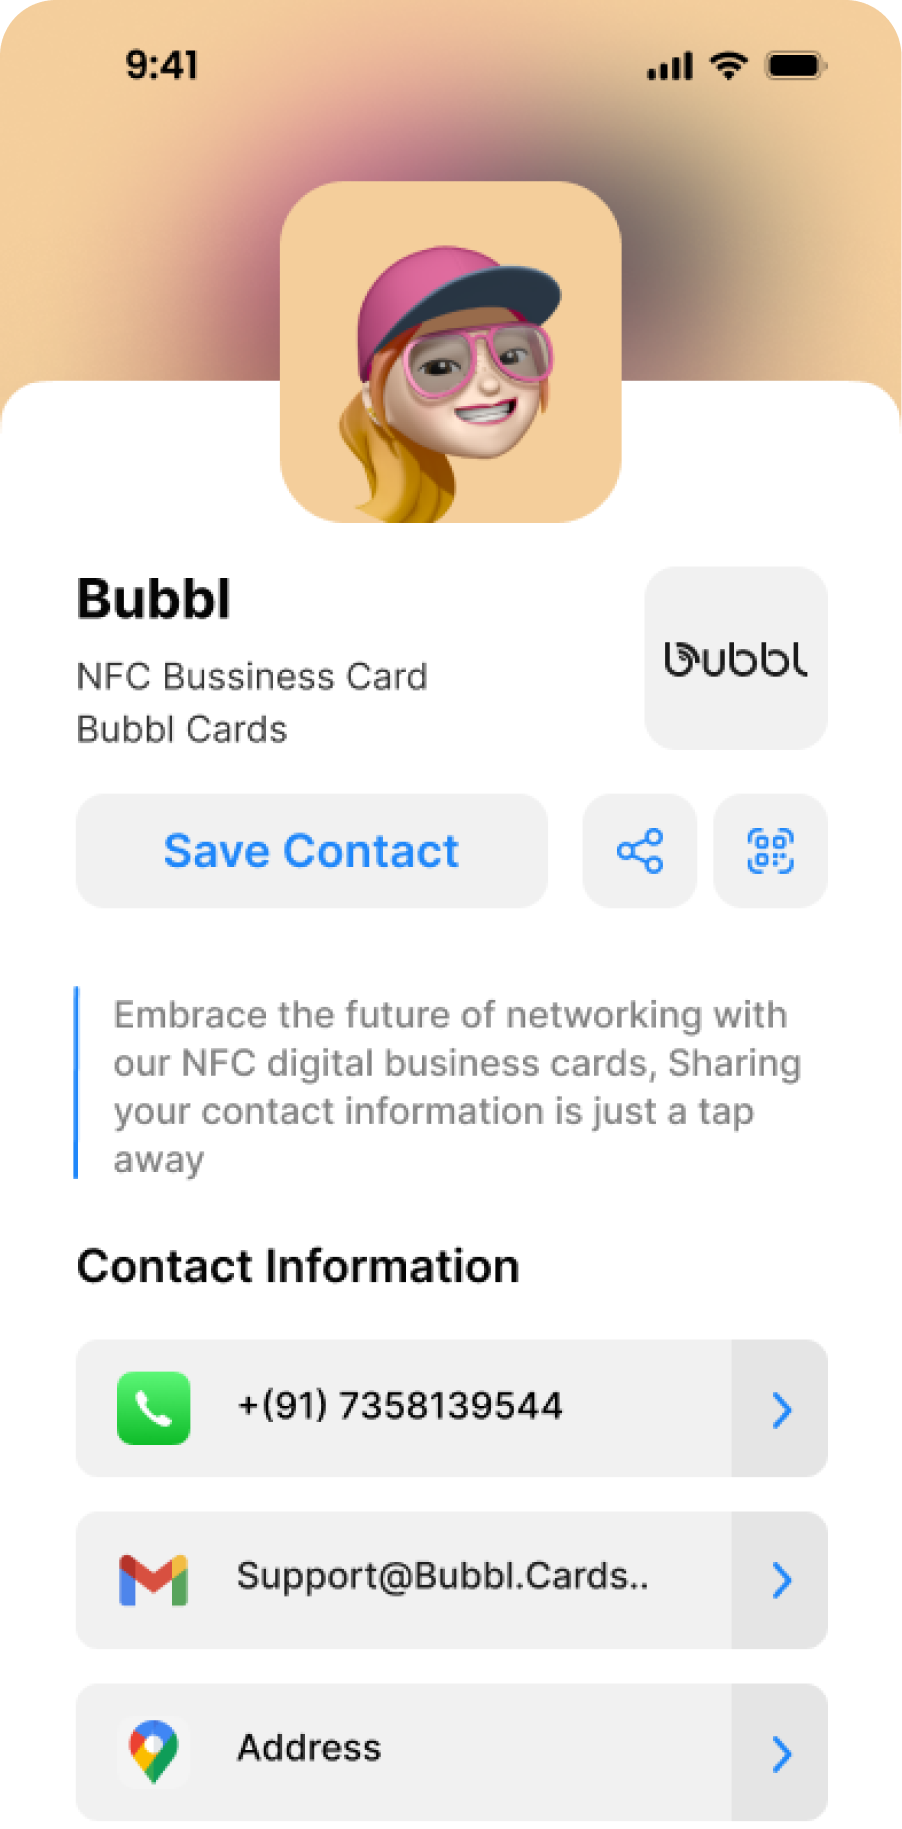 9:41
Bubbl
NFC Bussiness Card
Bubbl Cards
bubbl
Save Contact
Embrace the future of networking with
our NFC digital business cards, Sharing
your contact information is just a tap
away
Contact Information
+(91) 7358139544
Support@Bubbl.Cards..
Address